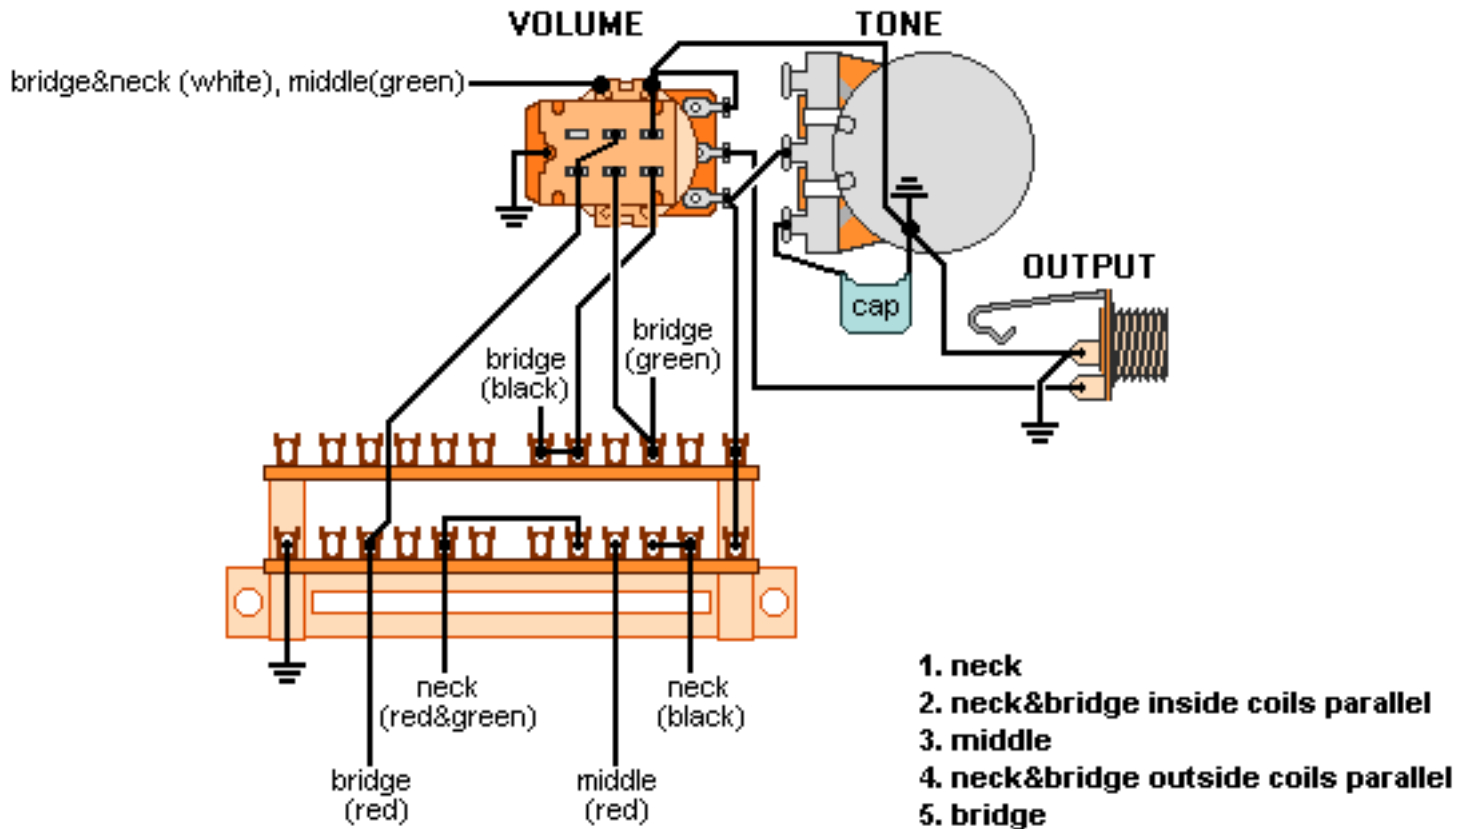 VOLUME
TONE
bridge&neck (white), middle(green)
OUTPUT
cap
bridge
(green)
bridge
(black)
neck
(red&green)
neck
(black)
bridge
(red)
middle
(red)
1. neck
2. neck&bridge inside coils parallel
3. middle
4. neck&bridge outside coils parallel
5. bridge